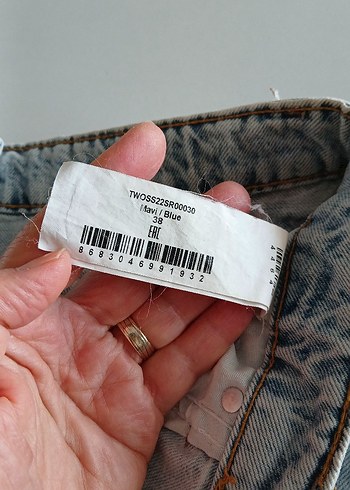 TWOSS22SR00030
Mavi / Blue
38
EAC
8683046991932